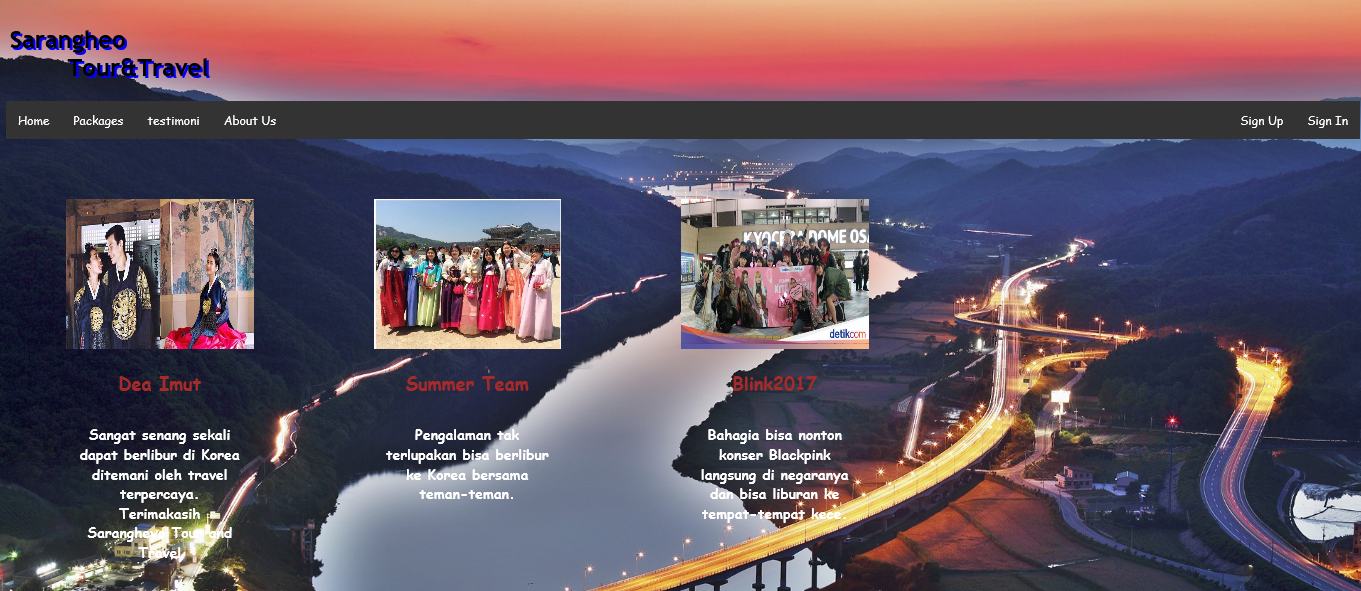 Sarangheo
Tour&Travel
Home Packages testimoni About Us Sign Up Sign In
KYOCERA DOME OSA
detikcom
Dea Imut
Sangat senang sekali
dapat berlibur di Korea
ditemani oleh travel
terpercaya.
Terimakasih
Sarangheyo Tour and
Travel
Summer Team
Pengalaman tak
terlupakan bisa berlibur
ke Korea bersama
teman-teman.
Blink2017
Bahagia bisa nonton
konser Blackpink
langsung di negaranya
dan bisa liburan ke
tempat-tempat kece.